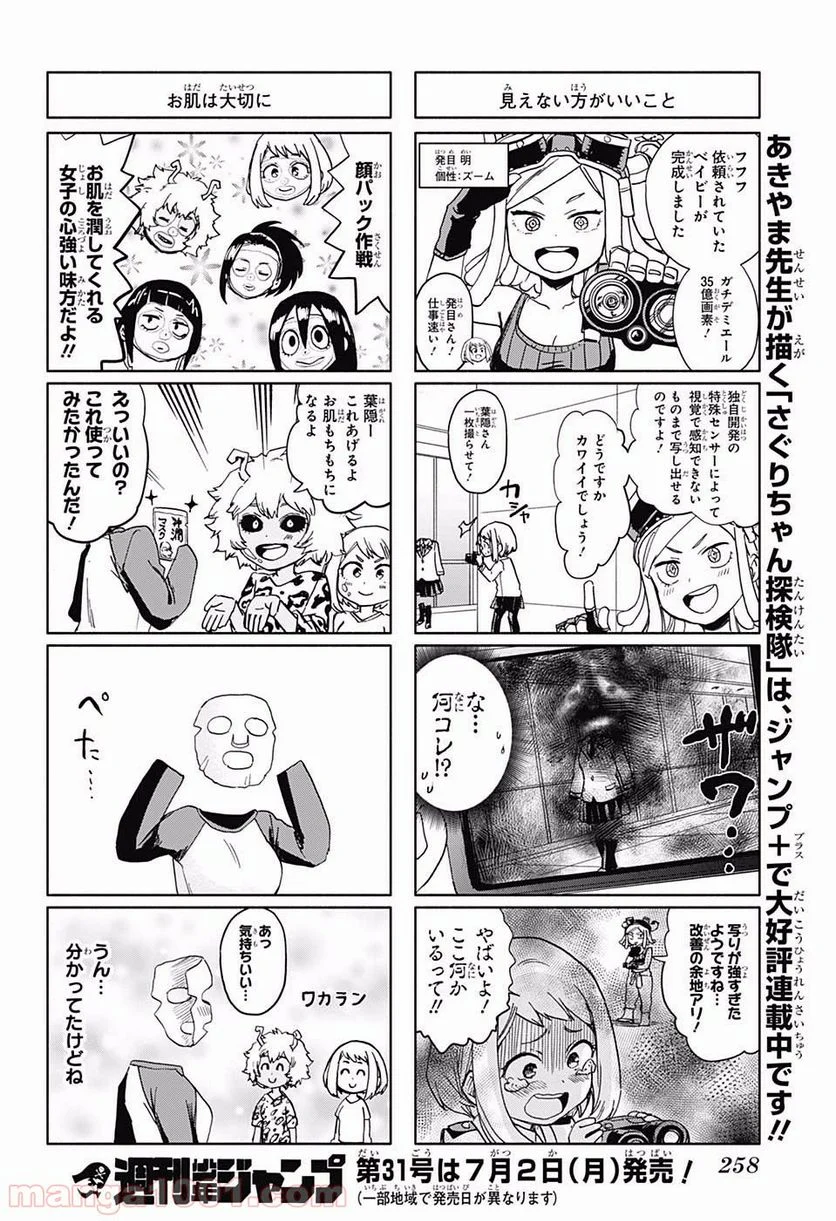 見えない方がいいこと
フフフ
依頼されていた
ベイビーが
完成しました
ガチデミエール
35億画素!
発目 明
個性:ズーム
発目さん
仕事速い!
独自開発の
特殊センサーによって
視覚で感知できない
ものまで写し出せる
のですよ!
どうですか
カワイイでしょう!
葉隠さん
一枚撮らせて!
カシャ
ザワ…
な…
何コレ!?
写りが強すぎた
ようですね…
改善の余地アリ!
やばいよ!
ここ何か
いるって!!
お肌は大切に
顔パック作戦
お肌を潤してくれる
女子の心強い味方
だよ!!
葉隠ー
これあげるよ
お肌もちもちに
なるよ
えっいいの?
これ使って
みたかったんだ!
マスク
ぺた…
あっ
気持ちいい…
ワカラン
うん…
分かってたけどね
あきやま先生が描く「さぐりちゃん探検隊」は、ジャンプ+で大好評連載中です!!
週刊少年ジャンプ 第31号は7月2日(月)発売!
(一部地域で発売日が異なります)
258
manga1001.com